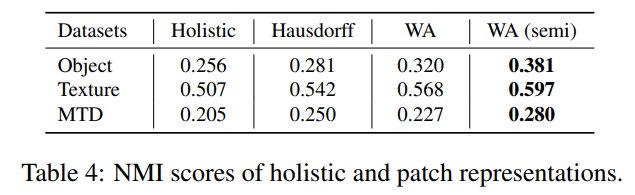 Datasets Holistic Hausdorff WA WA (semi)
Object 0.256 0.281 0.320 0.381
Texture 0.507 0.542 0.568 0.597
MTD 0.205 0.250 0.227 0.280
Table 4: NMI scores of holistic and patch representations.